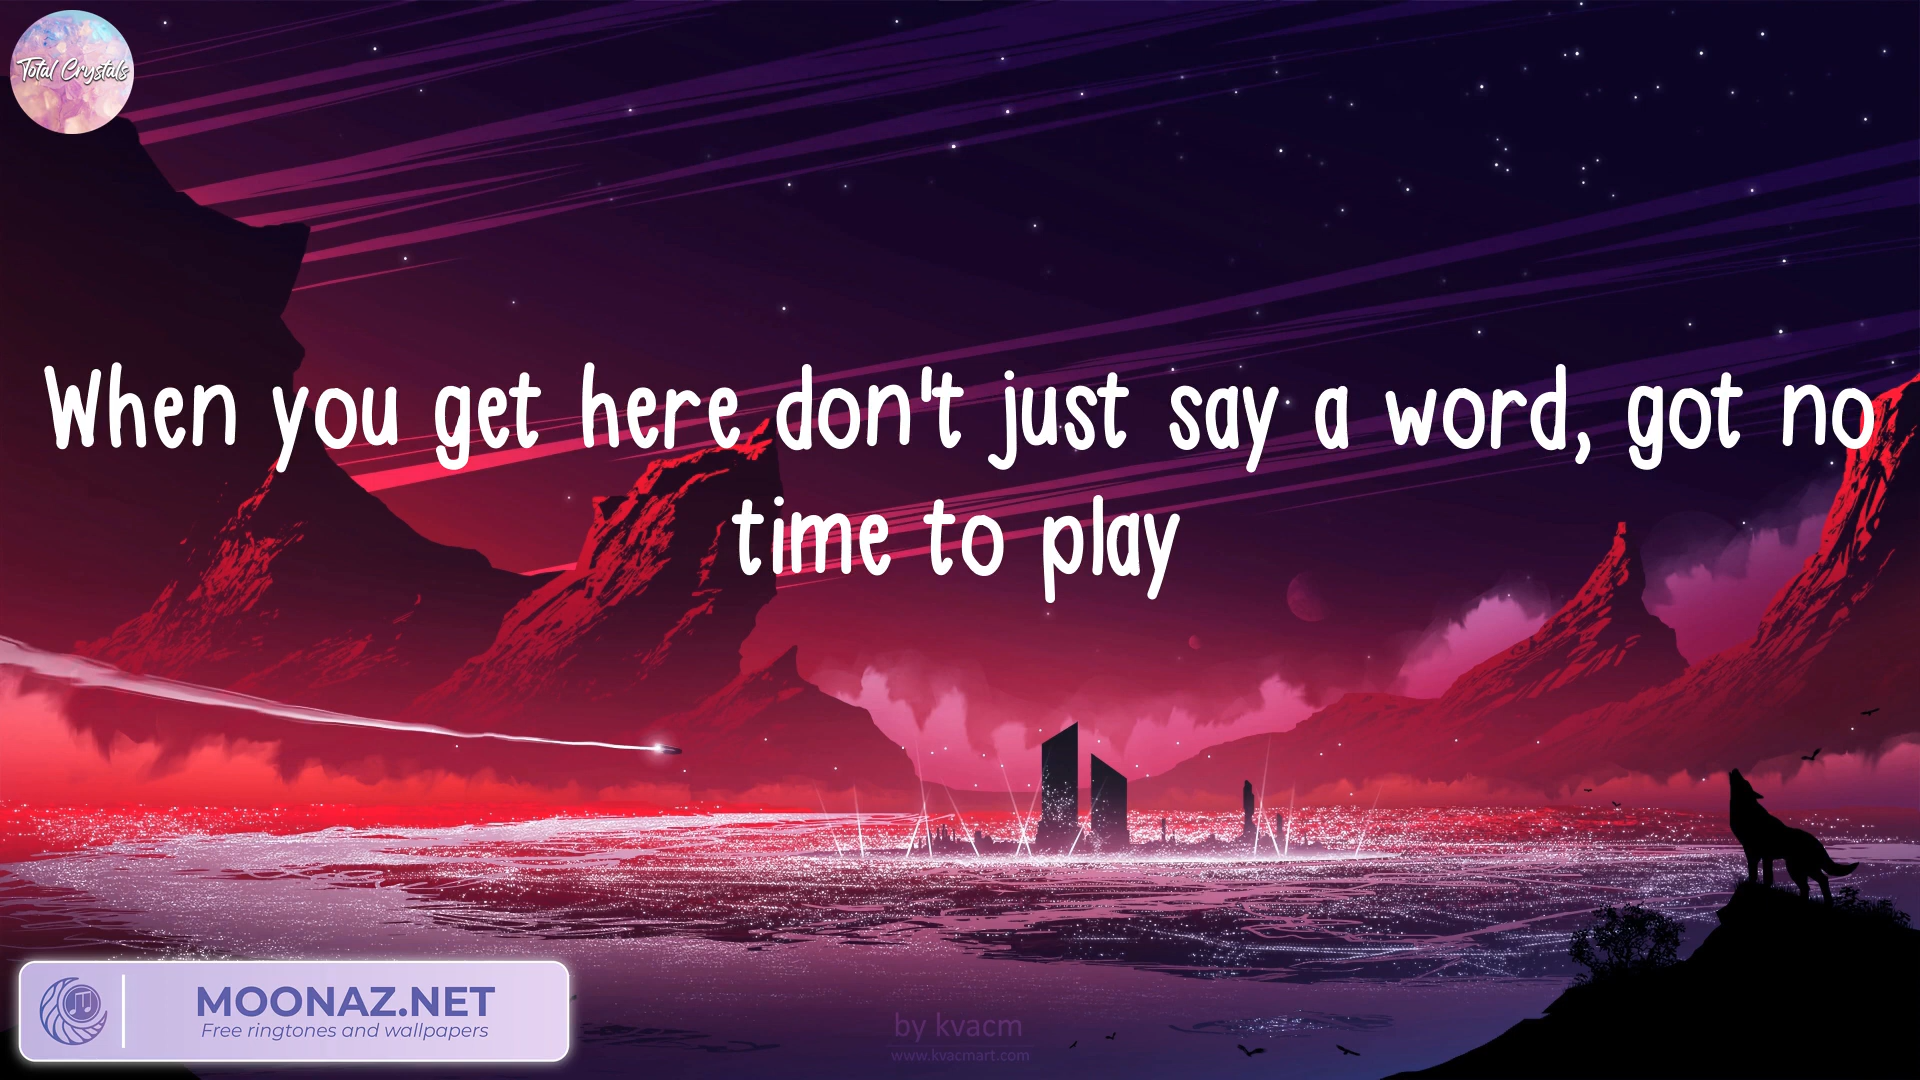 Total Crystals
When you get here don't just say a word, got no
time to play
MOONAZ.NET
Free ringtones and wallpapers
by kvacm
www.kvacmart.com